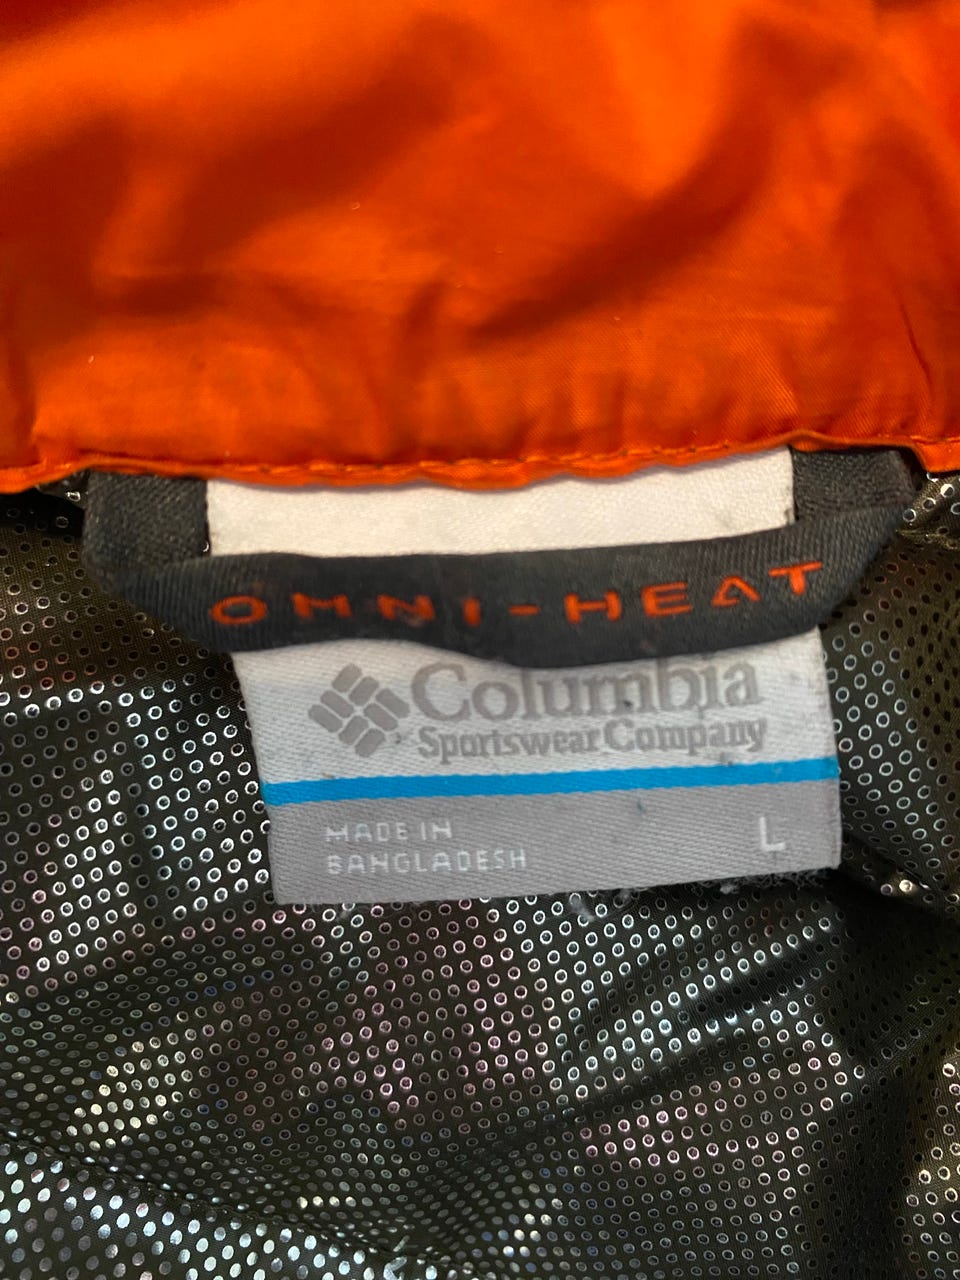 OMNI-HEAT
Columbia
Sportswear Company
MADE IN
BANGLADESH
L